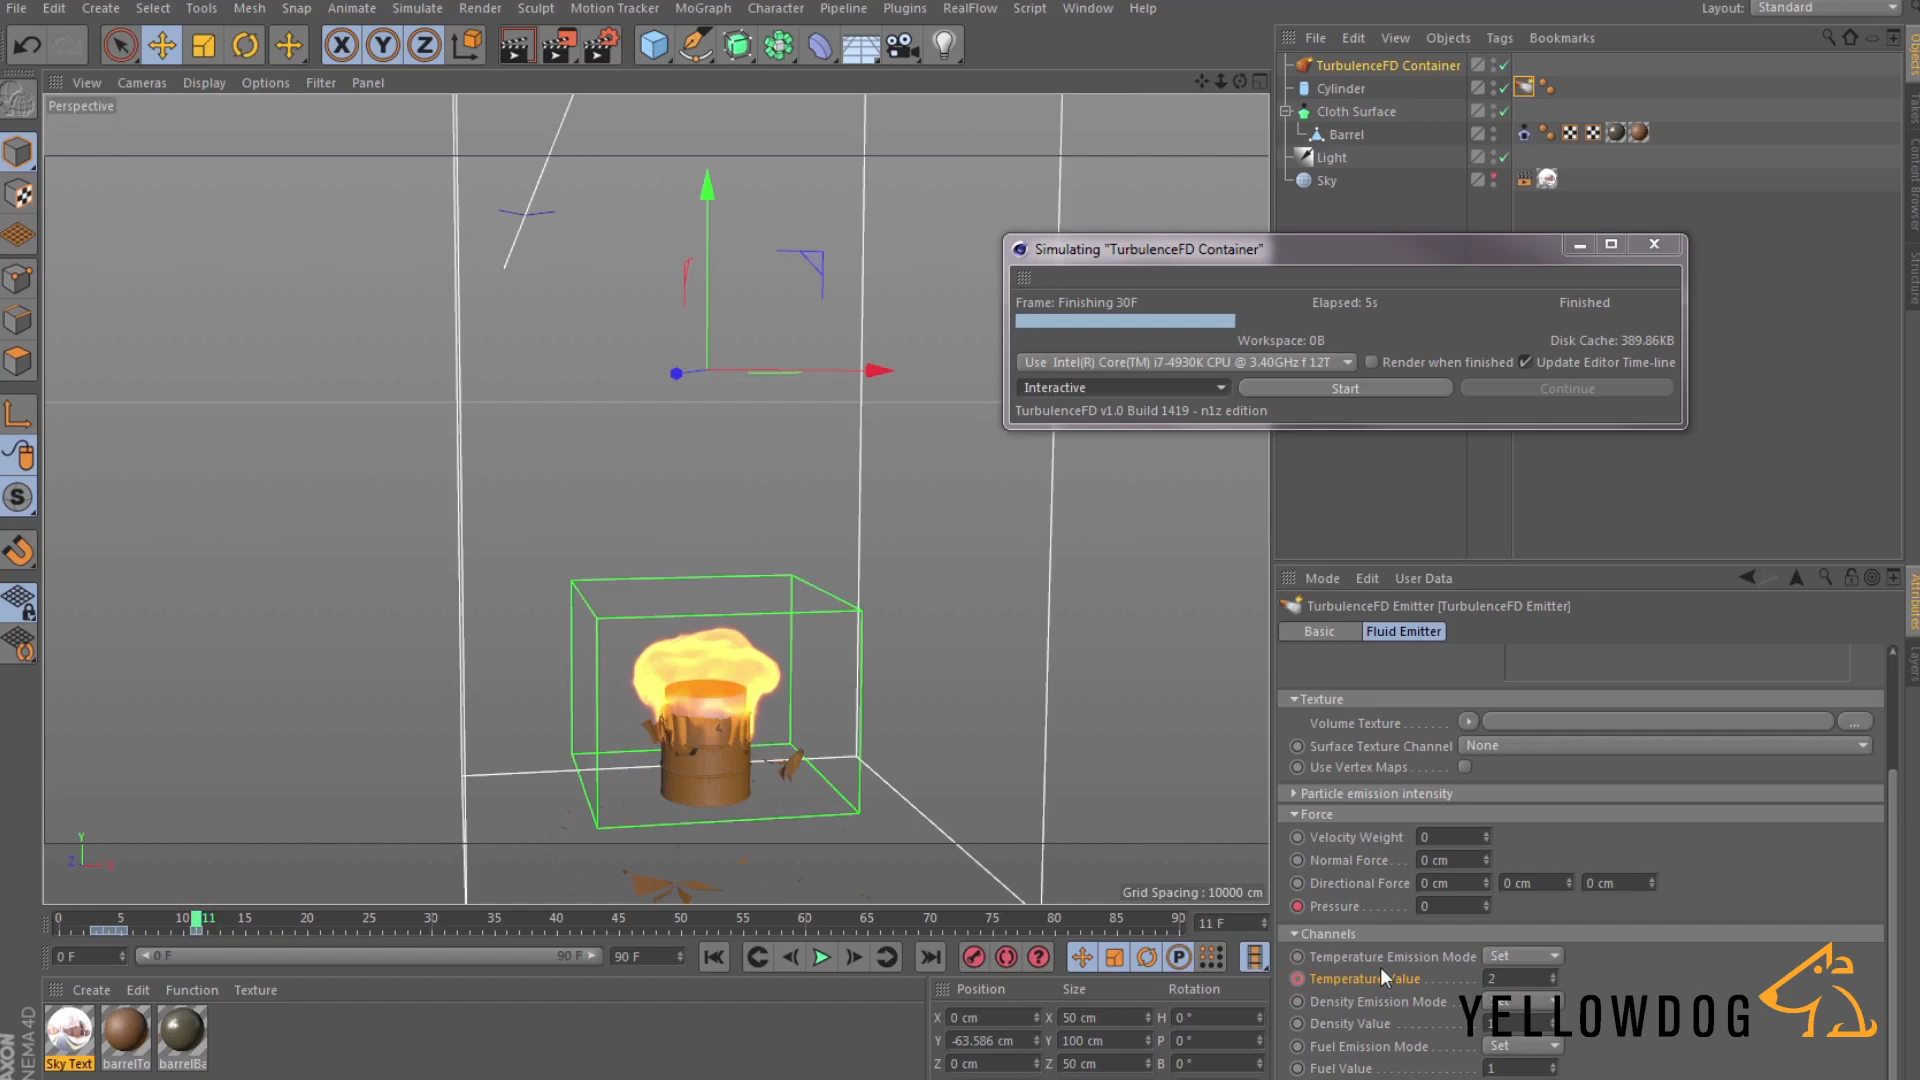 File Edit Create Select Tools Mesh Snap Animate Simulate Render Sculpt Motion Tracker MoGraph Character Pipeline Plugins RealFlow Script Window Help Layout: Standard
X Y Z
File Edit View Objects Tags Bookmarks
Objects
Takes
Content Browser
Structure
TurbulenceFD Container
Cylinder
Cloth Surface
Barrel
Light
Sky
View Cameras Display Options Filter Panel
Perspective
Simulating "TurbulenceFD Container"
Frame: Finishing 30F Elapsed: 5s Finished
Workspace: 0B Disk Cache: 389.86KB
Use Intel(R) Core(TM) i7-4930K CPU @ 3.40GHz f 12T Render when finished Update Editor Time-line
Interactive Start Continue
TurbulenceFD v1.0 Build 1419 - n1z edition
Mode Edit User Data
Attributes
Layers
TurbulenceFD Emitter [TurbulenceFD Emitter]
Basic Fluid Emitter
Texture
Volume Texture ...
Surface Texture Channel None
Use Vertex Maps
Particle emission intensity
Force
Velocity Weight 0
Normal Force 0 cm
Directional Force 0 cm 0 cm 0 cm
Pressure 0
Channels
Temperature Emission Mode Set
Temperature Value 2
Density Emission Mode
Density Value
Fuel Emission Mode Set
Fuel Value 1
YELLOWDOG
Y
Z X
Grid Spacing : 10000 cm
0 5 10 11 15 20 25 30 35 40 45 50 55 60 65 70 75 80 85 90 11 F
0 F 0 F 90 F 90 F
P
Create Edit Function Texture
Sky Text barrelTo barrelBa
Position Size Rotation
X 0 cm X 50 cm H 0 °
Y -63.586 cm Y 100 cm P 0 °
Z 0 cm Z 50 cm B 0 °